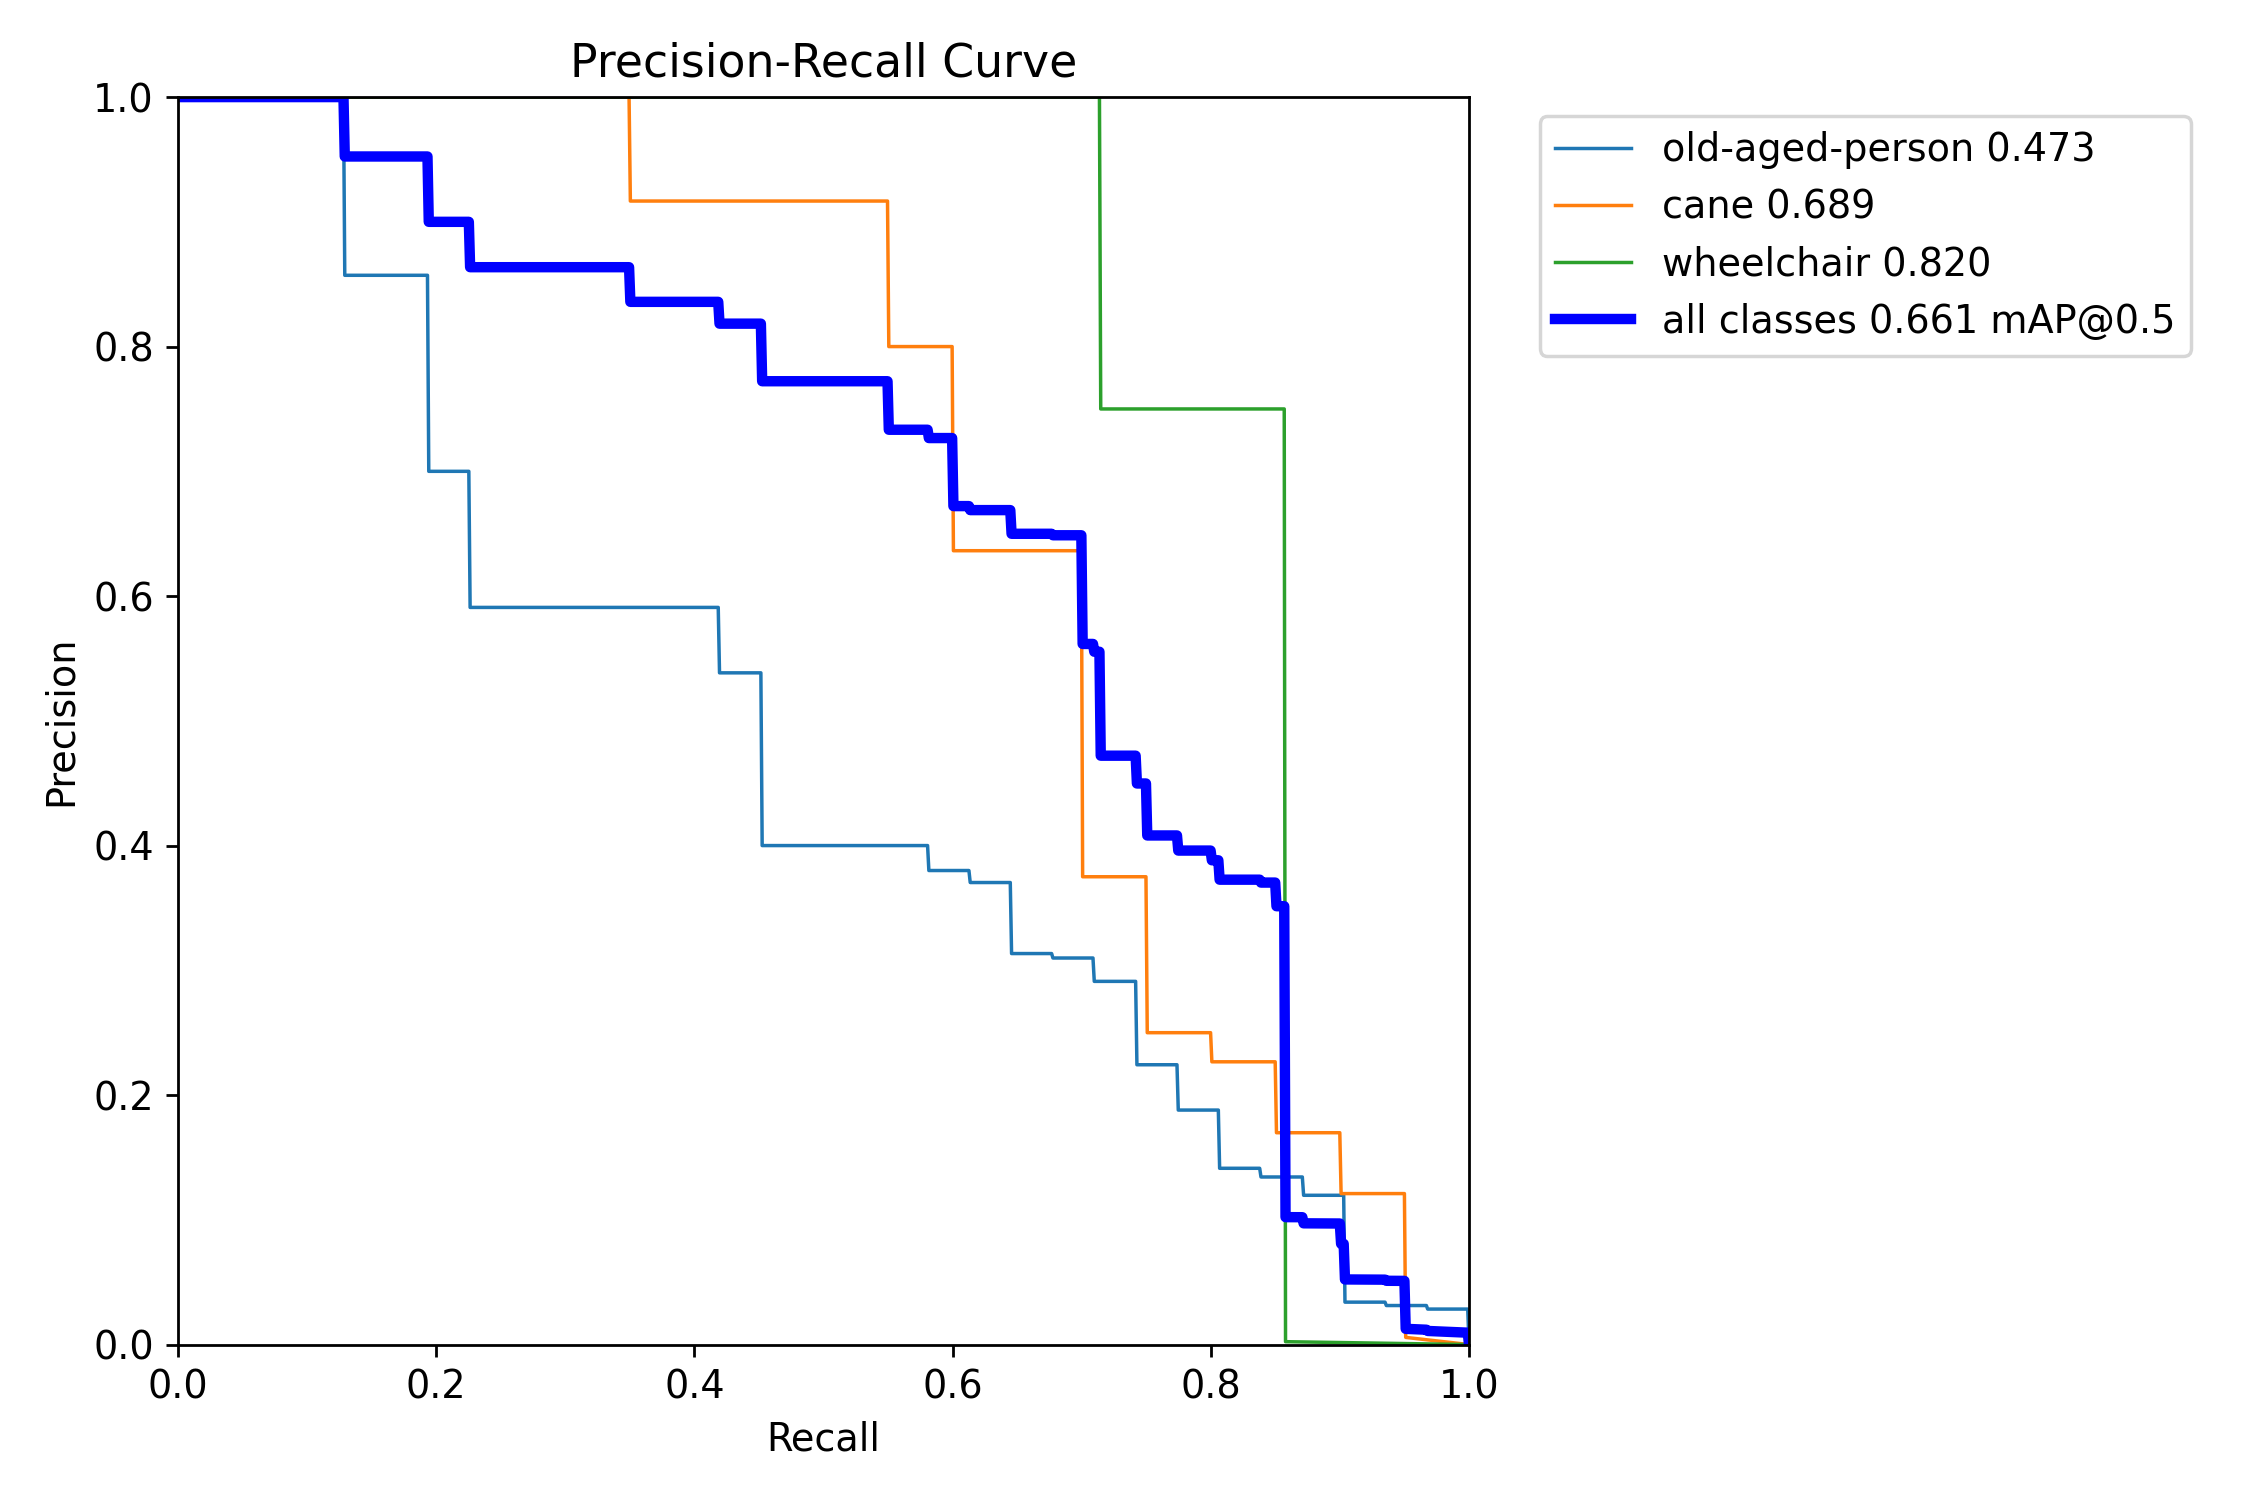 Precision-Recall Curve
1.0
0.8
0.6
0.4
0.2
0.0
Precision
0.0 0.2 0.4 0.6 0.8 1.0
Recall
old-aged-person 0.473
cane 0.689
wheelchair 0.820
all classes 0.661 mAP@0.5